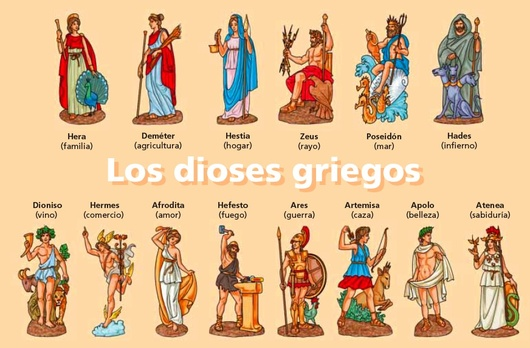 Hera
(familia)
Deméter
(agricultura)
Hestia
(hogar)
Zeus
(rayo)
Poseidón
(mar)
Hades
(infierno)
Los dioses griegos
Dioniso
(vino)
Hermes
(comercio)
Afrodita
(amor)
Hefesto
(fuego)
Ares
(guerra)
Artemisa
(caza)
Apolo
(belleza)
Atenea
(sabiduría)